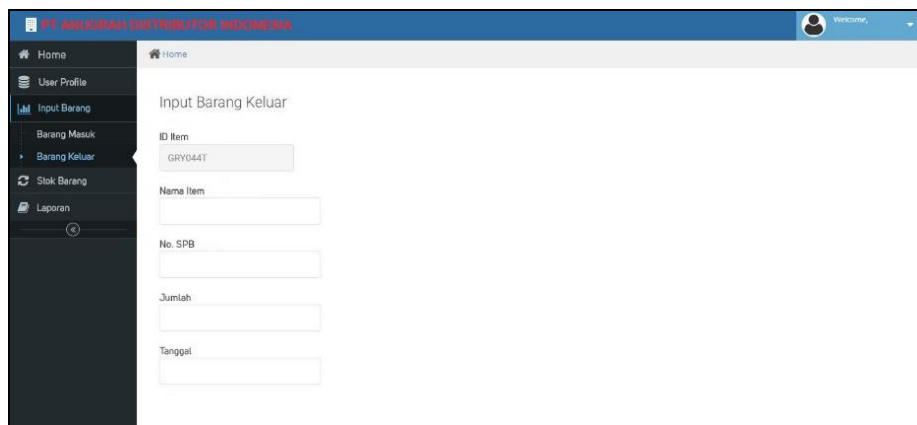 PT ANUGRAH DISTRIBUTOR INDONESIA
Welcome,
Home
User Profile
Input Barang
Barang Masuk
Barang Keluar
Stok Barang
Laporan
Home
Input Barang Keluar
ID Item
GRY044T
Nama Item
No. SPB
Jumlah
Tanggal